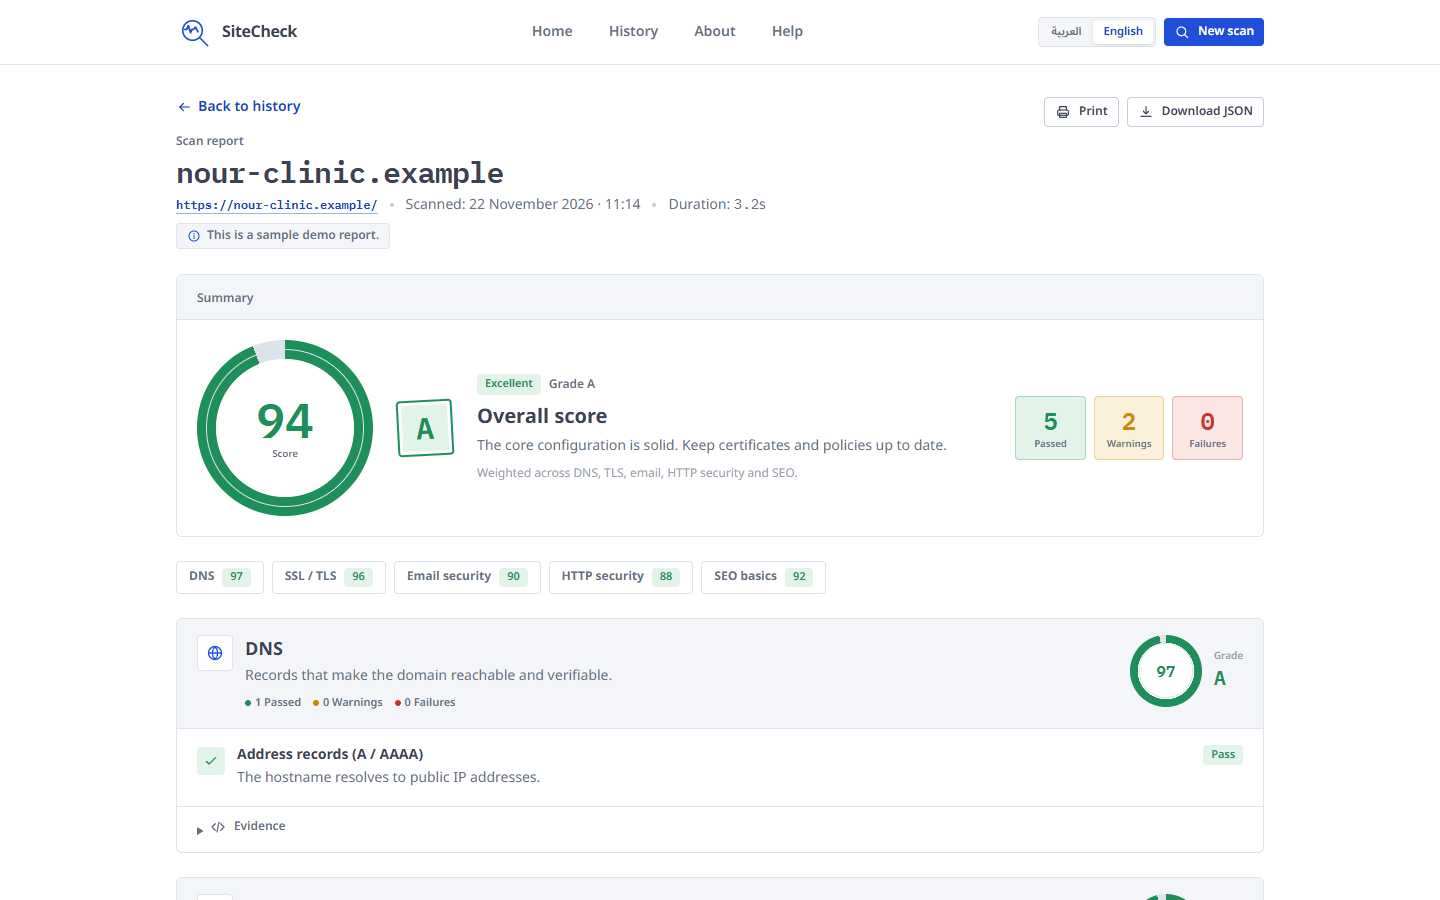 SiteCheck
Home
History
About
Help
العربية
English
New scan
Back to history
Print
Download JSON
Scan report
nour-clinic.example
https://nour-clinic.example/ • Scanned: 22 November 2026 · 11:14 • Duration: 3.2s
This is a sample demo report.
Summary
94
Score
A
Excellent Grade A
Overall score
The core configuration is solid. Keep certificates and policies up to date.
Weighted across DNS, TLS, email, HTTP security and SEO.
5
Passed
2
Warnings
0
Failures
DNS 97
SSL / TLS 96
Email security 90
HTTP security 88
SEO basics 92
DNS
Records that make the domain reachable and verifiable.
1 Passed
0 Warnings
0 Failures
97
Grade
A
Address records (A / AAAA)
The hostname resolves to public IP addresses.
Pass
Evidence